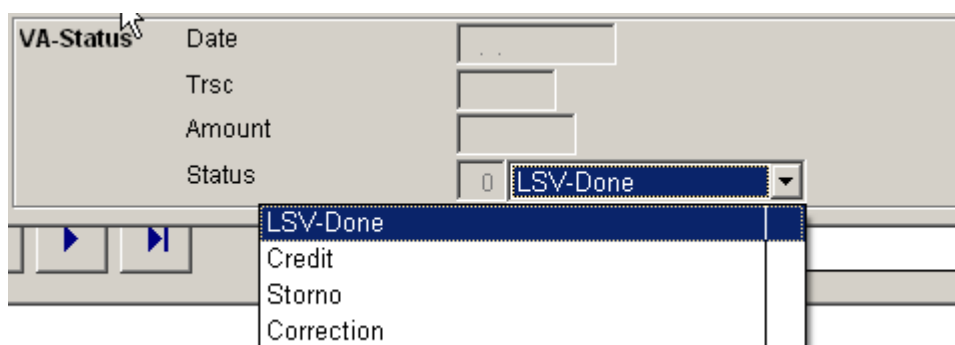 VA-Status Date . .
Trsc
Amount
Status 0 LSV-Done
LSV-Done
Credit
Storno
Correction